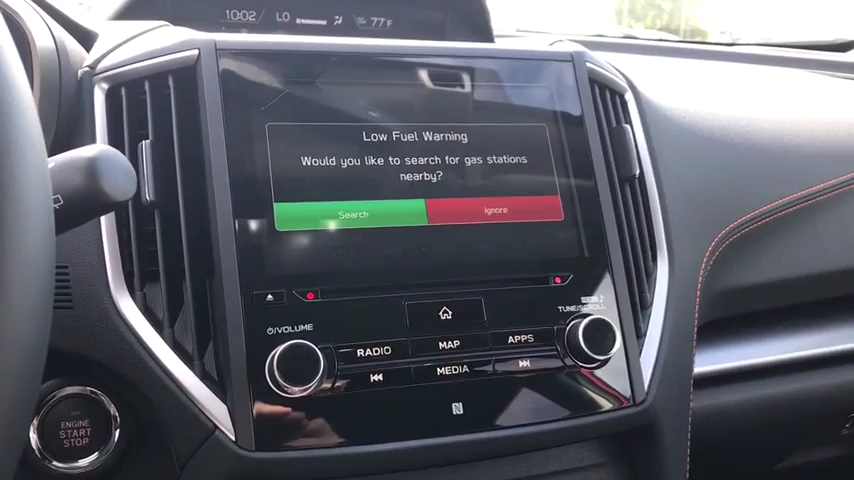 10:02 LO 77°F
Low Fuel Warning
Would you like to search for gas stations
nearby?
Search Ignore
⏻/VOLUME
TUNE/SCROLL
RADIO MAP APPS
MEDIA
ENGINE
START
STOP